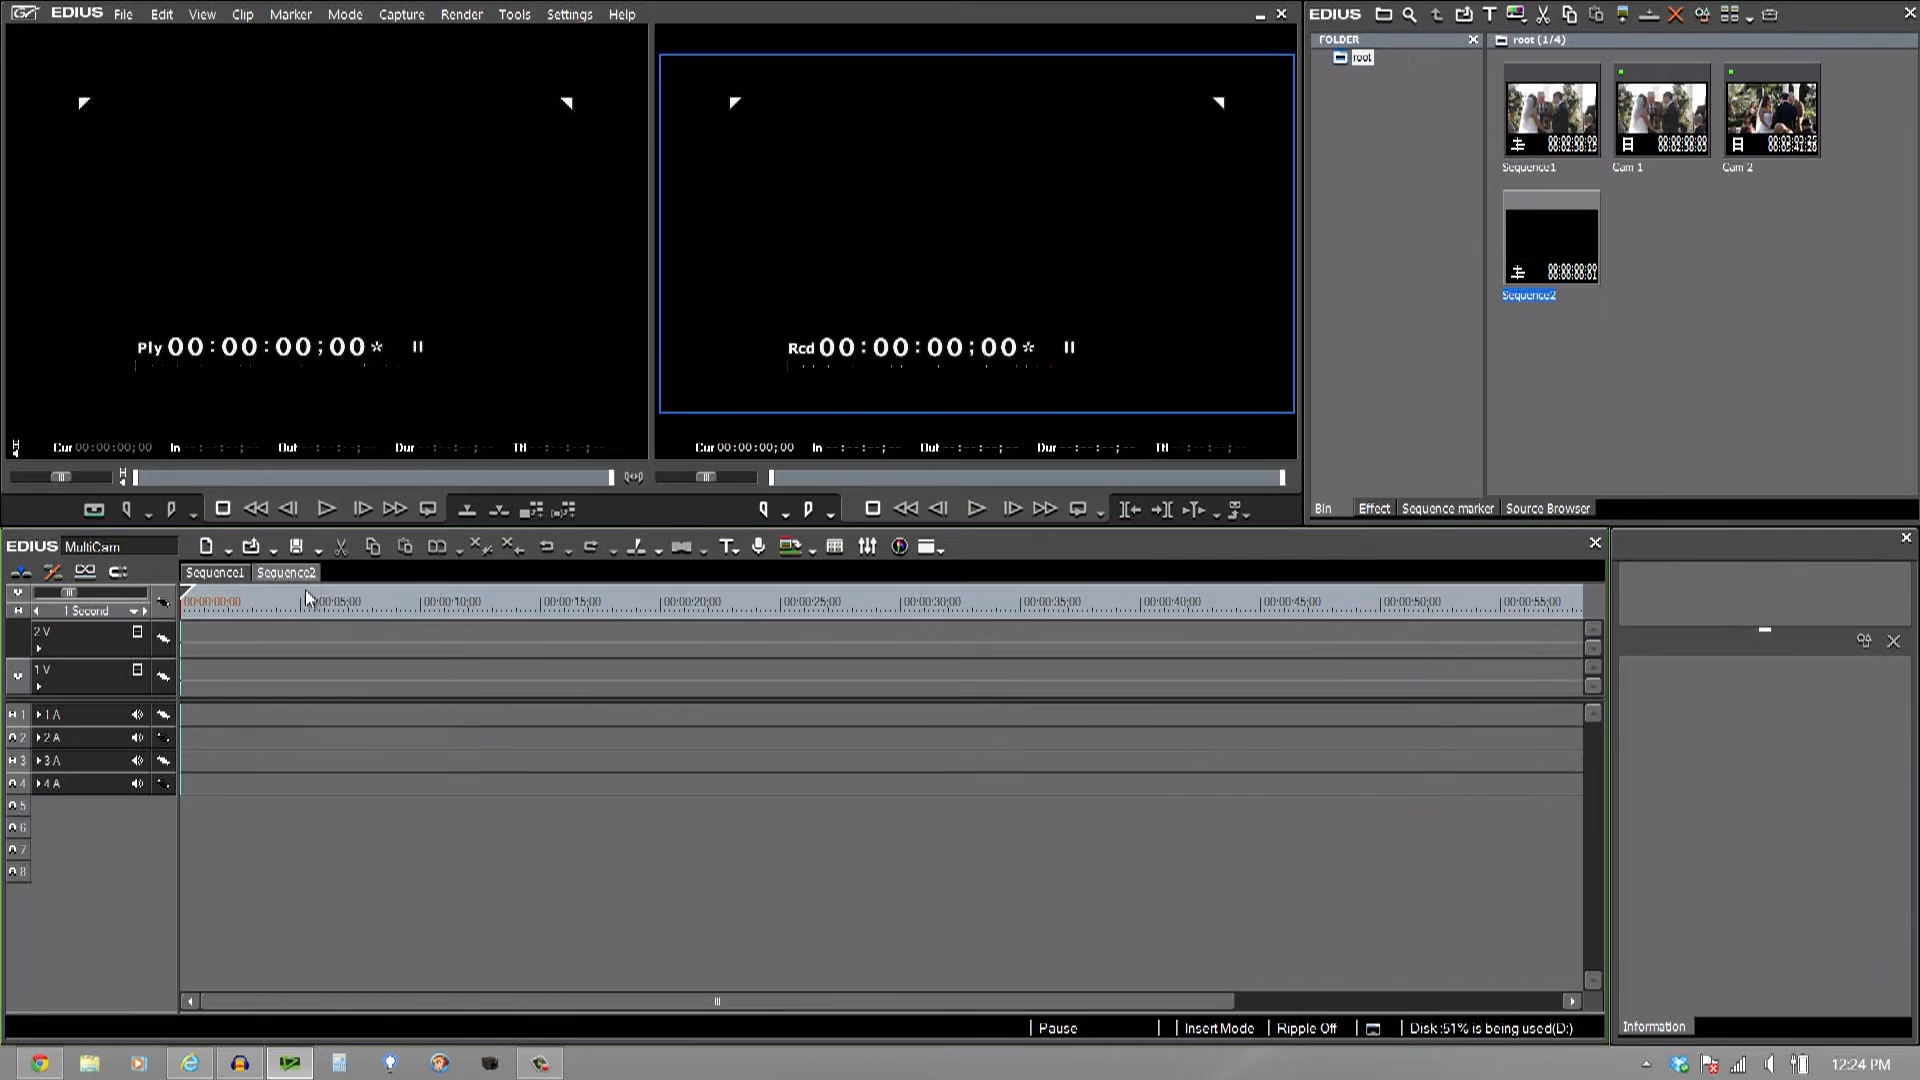 EDIUS File Edit View Clip Marker Mode Capture Render Tools Settings Help
EDIUS
FOLDER
root
root (1/4)
Sequence1
Cam 1
Cam 2
Sequence2
Ply 00:00:00;00* II
Rcd 00:00:00;00* II
Cur 00:00:00;00 In --:--:--;-- Out --:--:--;-- Dur --:--:--;-- Ttl --:--:--;--
Cur 00:00:00;00 In --:--:--;-- Out --:--:--;-- Dur --:--:--;-- Ttl --:--:--;--
Bin Effect Sequence marker Source Browser
EDIUS MultiCam
Sequence1 Sequence2
1 Second
00:00:00;00 00:00:05;00 00:00:10;00 00:00:15;00 00:00:20;00 00:00:25;00 00:00:30;00 00:00:35;00 00:00:40;00 00:00:45;00 00:00:50;00 00:00:55;00
2 V
1 V
1 1 A
2 2 A
3 3 A
4 4 A
5
6
7
8
Pause Insert Mode Ripple Off Disk :51% is being used(D:)
Information
12:24 PM